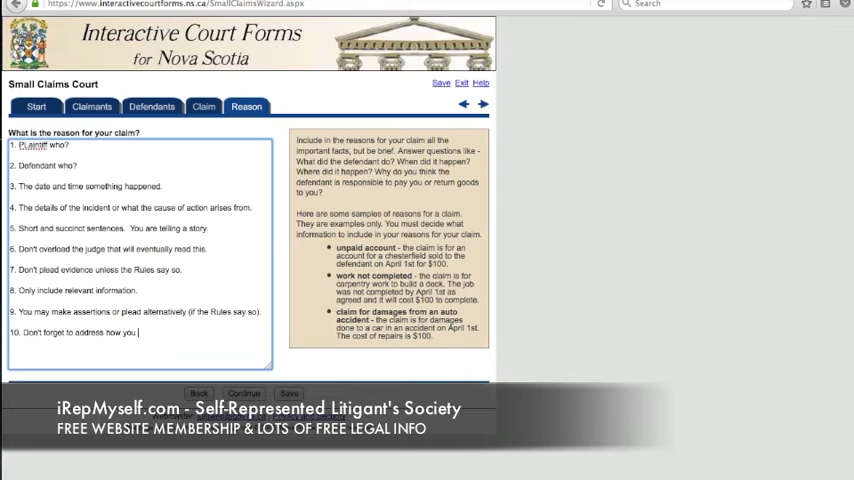 https://www.interactivecourtforms.ns.ca/SmallClaimsWizard.aspx
Search
Interactive Court Forms
for Nova Scotia
Small Claims Court
Save Exit Help
Start Claimants Defendants Claim Reason
What is the reason for your claim?
1. PLaintiff who?
2. Defendant who?
3. The date and time something happened.
4. The details of the incident or what the cause of action arises from.
5. Short and succinct sentences. You are telling a story.
6. Don't overload the judge that will eventually read this.
7. Don't plead evidence unless the Rules say so.
8. Only include relevant information.
9. You may make assertions or plead alternatively (if the Rules say so).
10. Don't forget to address how you
Include in the reasons for your claim all the
important facts, but be brief. Answer questions like -
What did the defendant do? When did it happen?
Where did it happen? Why do you think the
defendant is responsible to pay you or return goods
to you?
Here are some samples of reasons for a claim.
They are examples only. You must decide what
information to include in your reasons for your claim.
unpaid account - the claim is for an
account for a chesterfield sold to the
defendant on April 1st for $100.
work not completed - the claim is for
carpentry work to build a deck. The job
was not completed by April 1st as
agreed and it will cost $100 to complete.
claim for damages from an auto
accident - the claim is for damages
done to a car in an accident on April 1st.
The cost of repairs is $100.
Back Continue Save
iRepMyself.com - Self-Represented Litigant's Society
Webmaster:
FREE WEBSITE MEMBERSHIP & LOTS OF FREE LEGAL INFO